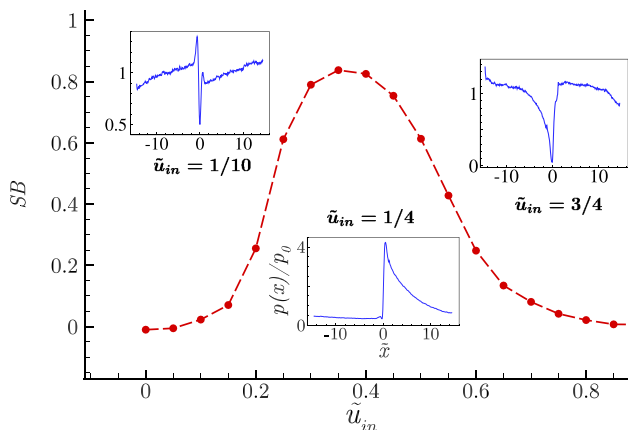 1
0.8
0.6
0.4
0.2
0
SB
0 0.2 0.4 0.6 0.8
ũ_in
1
0.5
-10 0 10
ũ_in = 1/10
1
0
-10 0 10
ũ_in = 3/4
ũ_in = 1/4
4
0
p(x)/p_0
-10 0 10
x̃